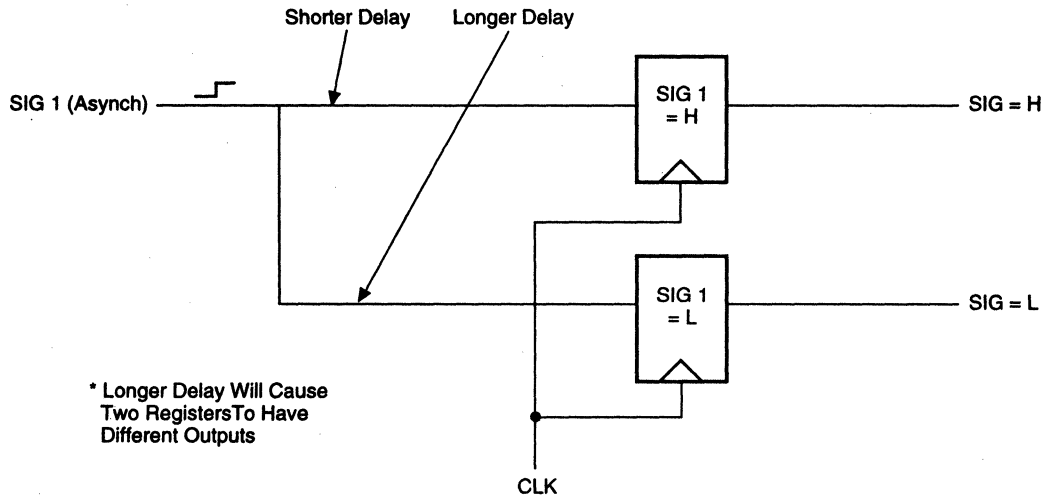 Shorter Delay
Longer Delay
SIG 1 (Asynch)
SIG 1
= H
SIG = H
SIG 1
= L
SIG = L
* Longer Delay Will Cause
Two RegistersTo Have
Different Outputs
CLK